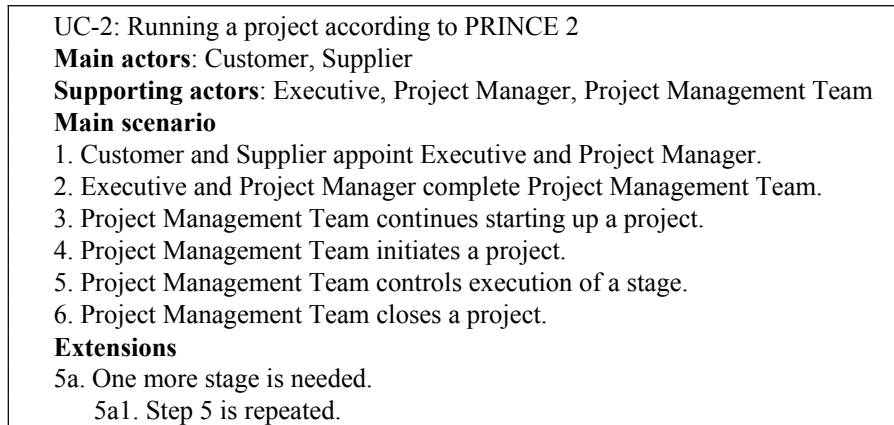 UC-2: Running a project according to PRINCE 2
Main actors: Customer, Supplier
Supporting actors: Executive, Project Manager, Project Management Team
Main scenario
1. Customer and Supplier appoint Executive and Project Manager.
2. Executive and Project Manager complete Project Management Team.
3. Project Management Team continues starting up a project.
4. Project Management Team initiates a project.
5. Project Management Team controls execution of a stage.
6. Project Management Team closes a project.
Extensions
5a. One more stage is needed.
5a1. Step 5 is repeated.